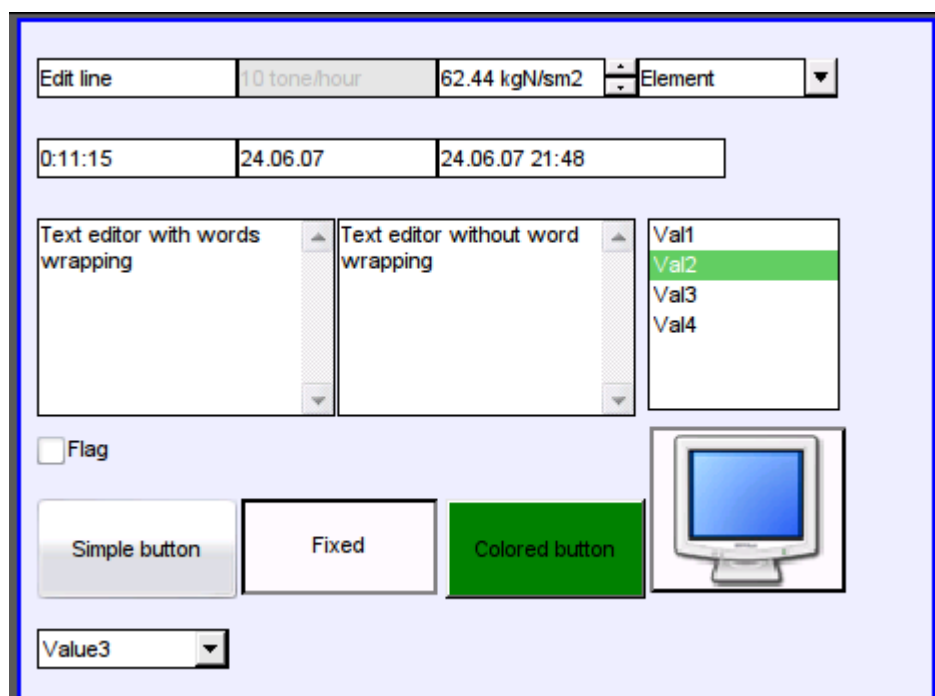 Edit line 10 tone/hour 62.44 kgN/sm2 Element
0:11:15 24.06.07 24.06.07 21:48
Text editor with words
wrapping
Text editor without word
wrapping
Val1
Val2
Val3
Val4
Flag
Simple button Fixed Colored button
Value3